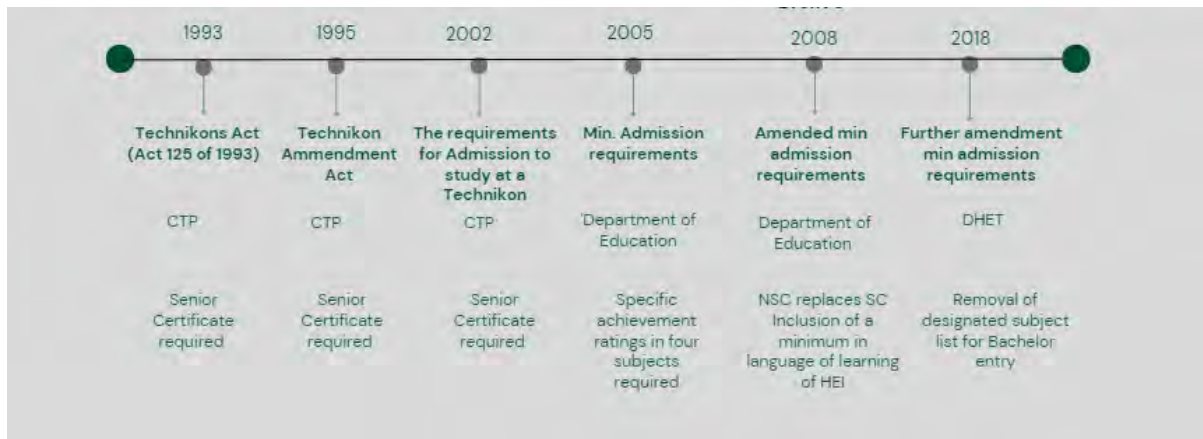 1993
1995
2002
2005
2008
2018
Technikons Act
(Act 125 of 1993)
Technikon
Ammendment
Act
The requirements
for Admission to
study at a
Technikon
Min. Admission
requirements
Amended min
admission
requirements
Further amendment
min admission
requirements
CTP
CTP
CTP
Department of
Education
Department of
Education
DHET
Senior
Certificate
required
Senior
Certificate
required
Senior
Certificate
required
Specific
achievement
ratings in four
subjects
required
NSC replaces SC
Inclusion of a
minimum in
language of learning
of HEI
Removal of
designated subject
list for Bachelor
entry